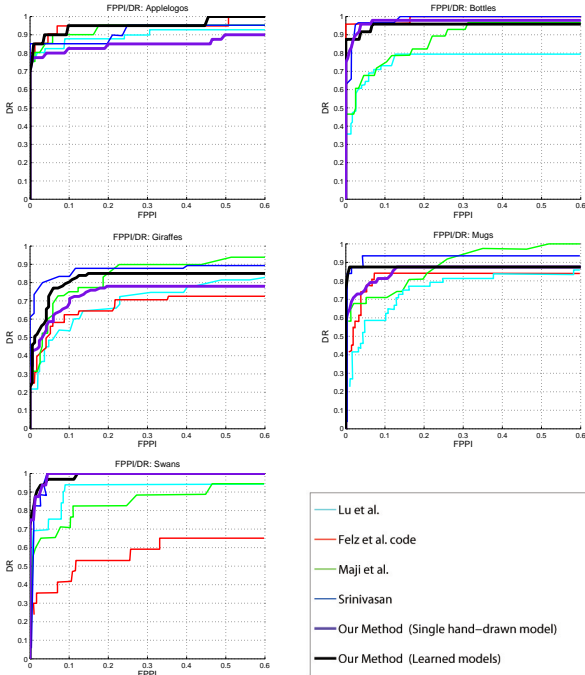 FPPI/DR: Applelogos
1
0.9
0.8
0.7
0.6
0.5
0.4
0.3
0.2
0.1
0
DR
0 0.1 0.2 0.3 0.4 0.5 0.6
FPPI
FPPI/DR: Bottles
1
0.9
0.8
0.7
0.6
0.5
0.4
0.3
0.2
0.1
0
DR
0 0.1 0.2 0.3 0.4 0.5 0.6
FPPI
FPPI/DR: Giraffes
1
0.9
0.8
0.7
0.6
0.5
0.4
0.3
0.2
0.1
0
DR
0 0.1 0.2 0.3 0.4 0.5 0.6
FPPI
FPPI/DR: Mugs
1
0.9
0.8
0.7
0.6
0.5
0.4
0.3
0.2
0.1
0
DR
0 0.1 0.2 0.3 0.4 0.5 0.6
FPPI
FPPI/DR: Swans
1
0.9
0.8
0.7
0.6
0.5
0.4
0.3
0.2
0.1
0
DR
0 0.1 0.2 0.3 0.4 0.5 0.6
FPPI
Lu et al.
Felz et al. code
Maji et al.
Srinivasan
Our Method (Single hand−drawn model)
Our Method (Learned models)